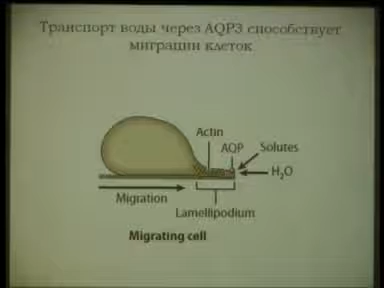 Транспорт воды через AQP3 способствует
миграции клеток
Actin
AQP
Solutes
H₂O
Migration
Lamellipodium
Migrating cell